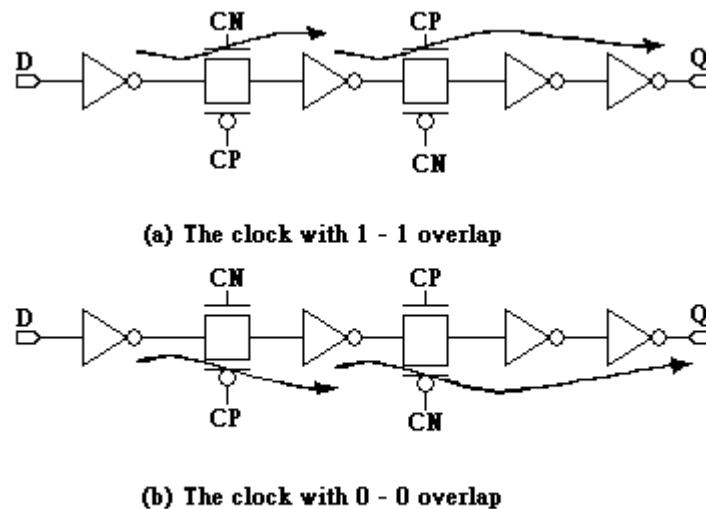 CN CP
D Q
CP CN
(a) The clock with 1 - 1 overlap
CN CP
D Q
CP CN
(b) The clock with 0 - 0 overlap